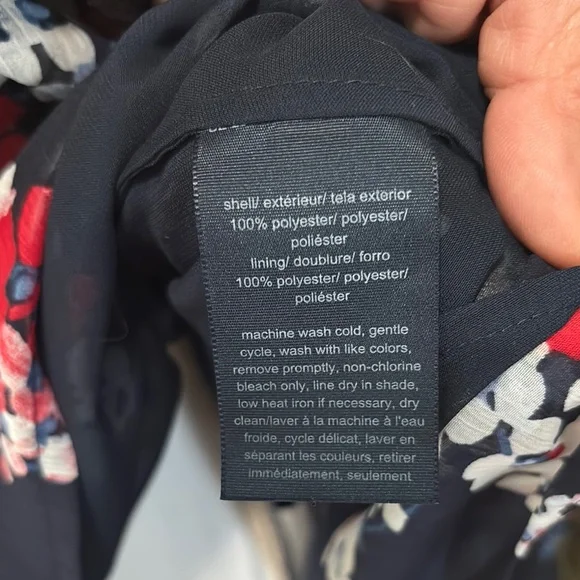 shell/ extérieur/ tela exterior
100% polyester/ polyester/
poliéster
lining/ doublure/ forro
100% polyester/ polyester/
poliéster
machine wash cold, gentle
cycle, wash with like colors,
remove promptly, non-chlorine
bleach only, line dry in shade,
low heat iron if necessary, dry
clean/laver à la machine à l'eau
froide, cycle délicat, laver en
séparant les couleurs, retirer
immédiatement, seulement